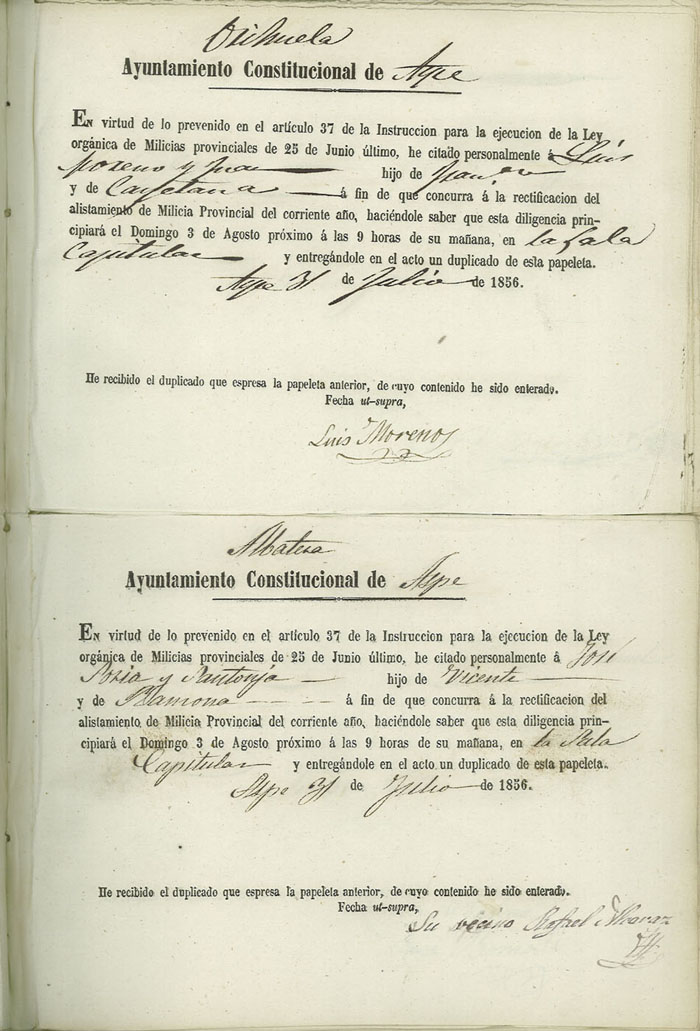 Orihuela
Ayuntamiento Constitucional de Aspe
EN virtud de lo prevenido en el artículo 37 de la Instruccion para la ejecucion de la Ley
orgánica de Milicias provinciales de 25 de Junio último, he citado personalmente á Luis
Moreno y hijo de
y de Cayetana á fin de que concurra á la rectificacion del
alistamiento de Milicia Provincial del corriente año, haciéndole saber que esta diligencia prin-
cipiará el Domingo 3 de Agosto próximo á las 9 horas de su mañana, en la Sala
Capitular y entregándole en el acto un duplicado de esta papeleta.
Aspe 31 de Julio de 1856.
He recibido el duplicado que espresa la papeleta anterior, de cuyo contenido he sido enterado.
Fecha ut-supra,
Luis Moreno
Albatera
Ayuntamiento Constitucional de Aspe
EN virtud de lo prevenido en el artículo 37 de la Instruccion para la ejecucion de la Ley
orgánica de Milicias provinciales de 25 de Junio último, he citado personalmente á José
Soria y Santonja hijo de Vicente
y de Ramona á fin de que concurra á la rectificacion del
alistamiento de Milicia Provincial del corriente año, haciéndole saber que esta diligencia prin-
cipiará el Domingo 3 de Agosto próximo á las 9 horas de su mañana, en la Sala
Capitular y entregándole en el acto un duplicado de esta papeleta.
Aspe 31 de Julio de 1856.
He recibido el duplicado que espresa la papeleta anterior, de cuyo contenido he sido enterado.
Fecha ut-supra,
Su vecino Rafael